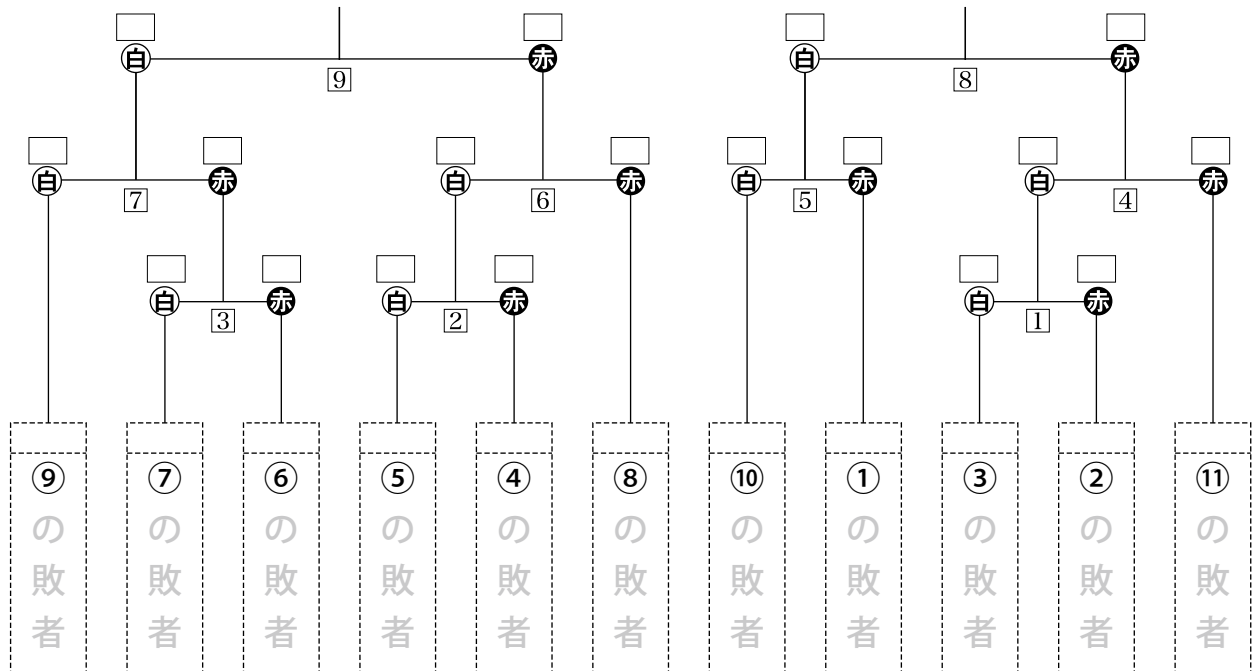 白 赤 白 赤
9 8
白 赤 白 赤 白 赤 白 赤
7 6 5 4
白 赤 白 赤 白 赤
3 2 1
⑨の敗者
⑦の敗者
⑥の敗者
⑤の敗者
④の敗者
⑧の敗者
⑩の敗者
①の敗者
③の敗者
②の敗者
⑪の敗者